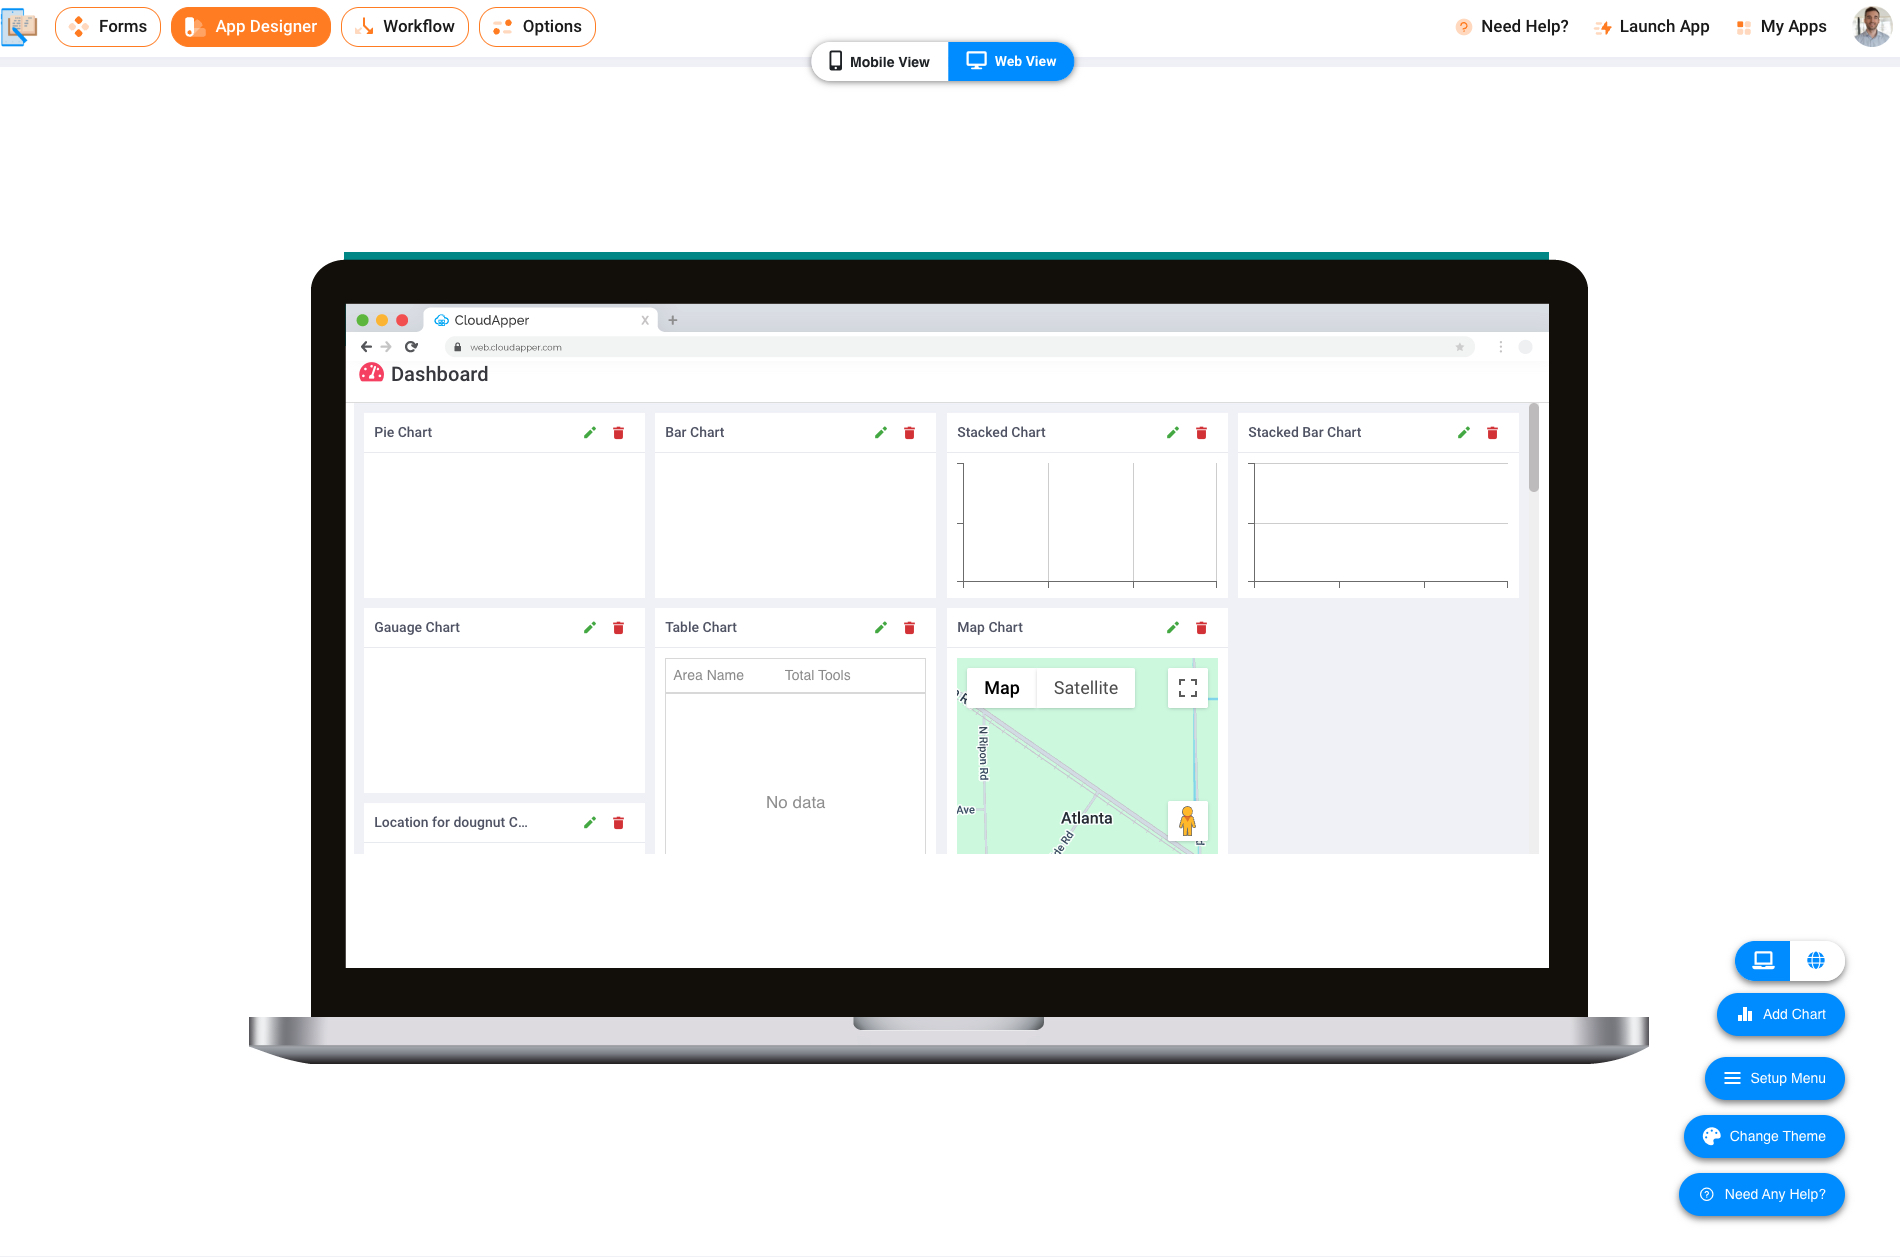 Forms
App Designer
Workflow
Options
Need Help?
Launch App
My Apps
Mobile View
Web View
CloudApper
X
+
web.cloudapper.com
Dashboard
Pie Chart
Bar Chart
Stacked Chart
Stacked Bar Chart
Gauage Chart
Table Chart
Map Chart
Area Name Total Tools
No data
Map
Satellite
N Ripon Rd
Ave
Atlanta
de Rd
Location for dougnut C...
Add Chart
Setup Menu
Change Theme
Need Any Help?